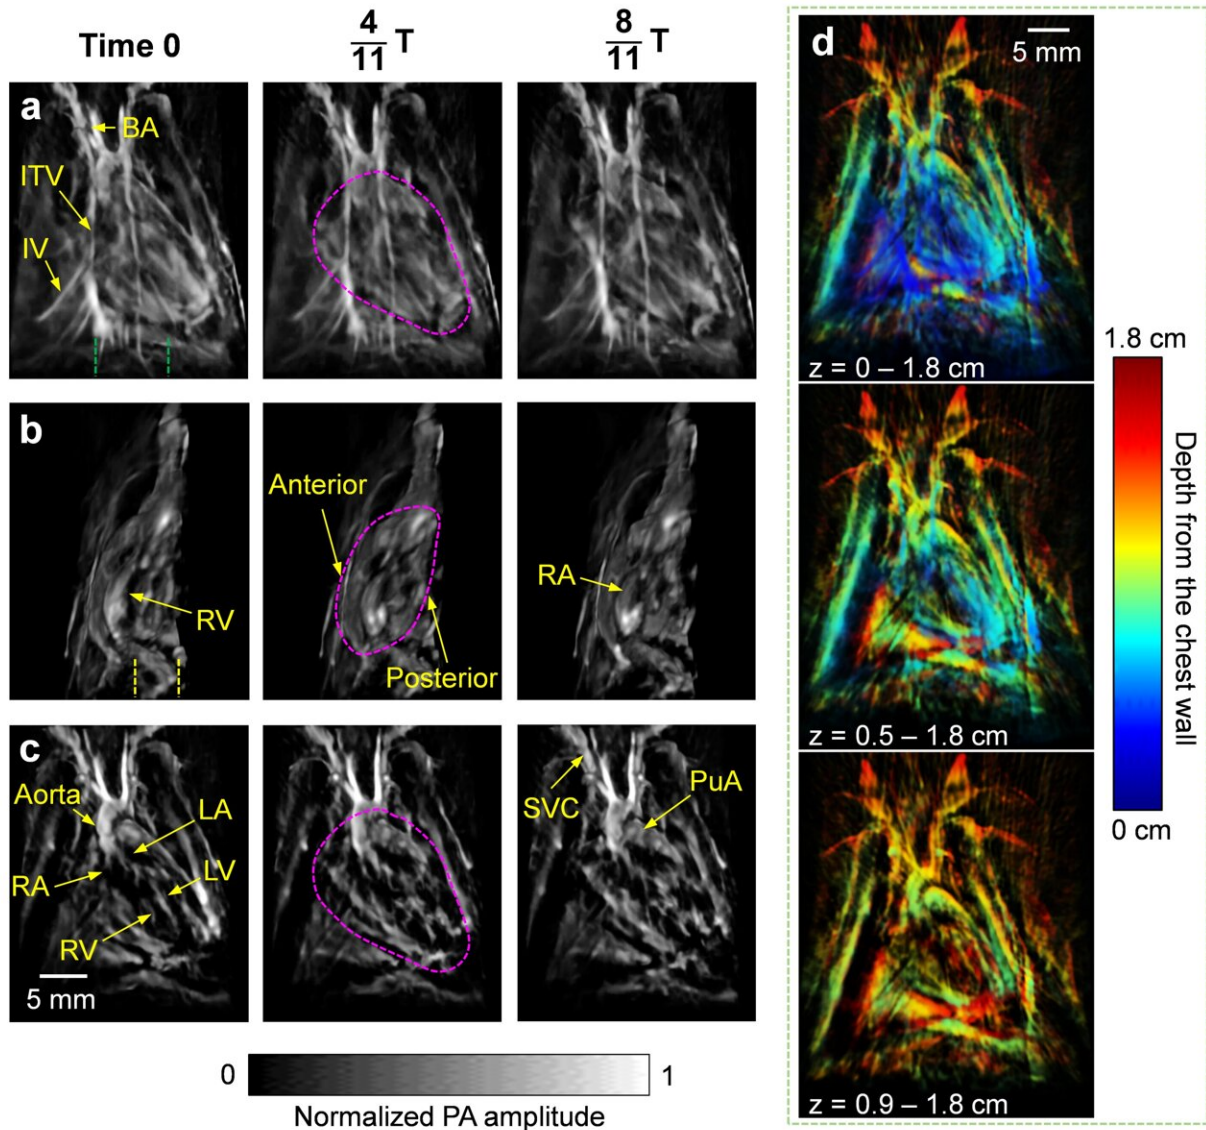 Time 0
4/11 T
8/11 T
a
BA
ITV
IV
b
RV
Anterior
Posterior
RA
c
Aorta
LA
RA
LV
RV
5 mm
SVC
PuA
0
1
Normalized PA amplitude
d
5 mm
z = 0 – 1.8 cm
z = 0.5 – 1.8 cm
z = 0.9 – 1.8 cm
1.8 cm
Depth from the chest wall
0 cm